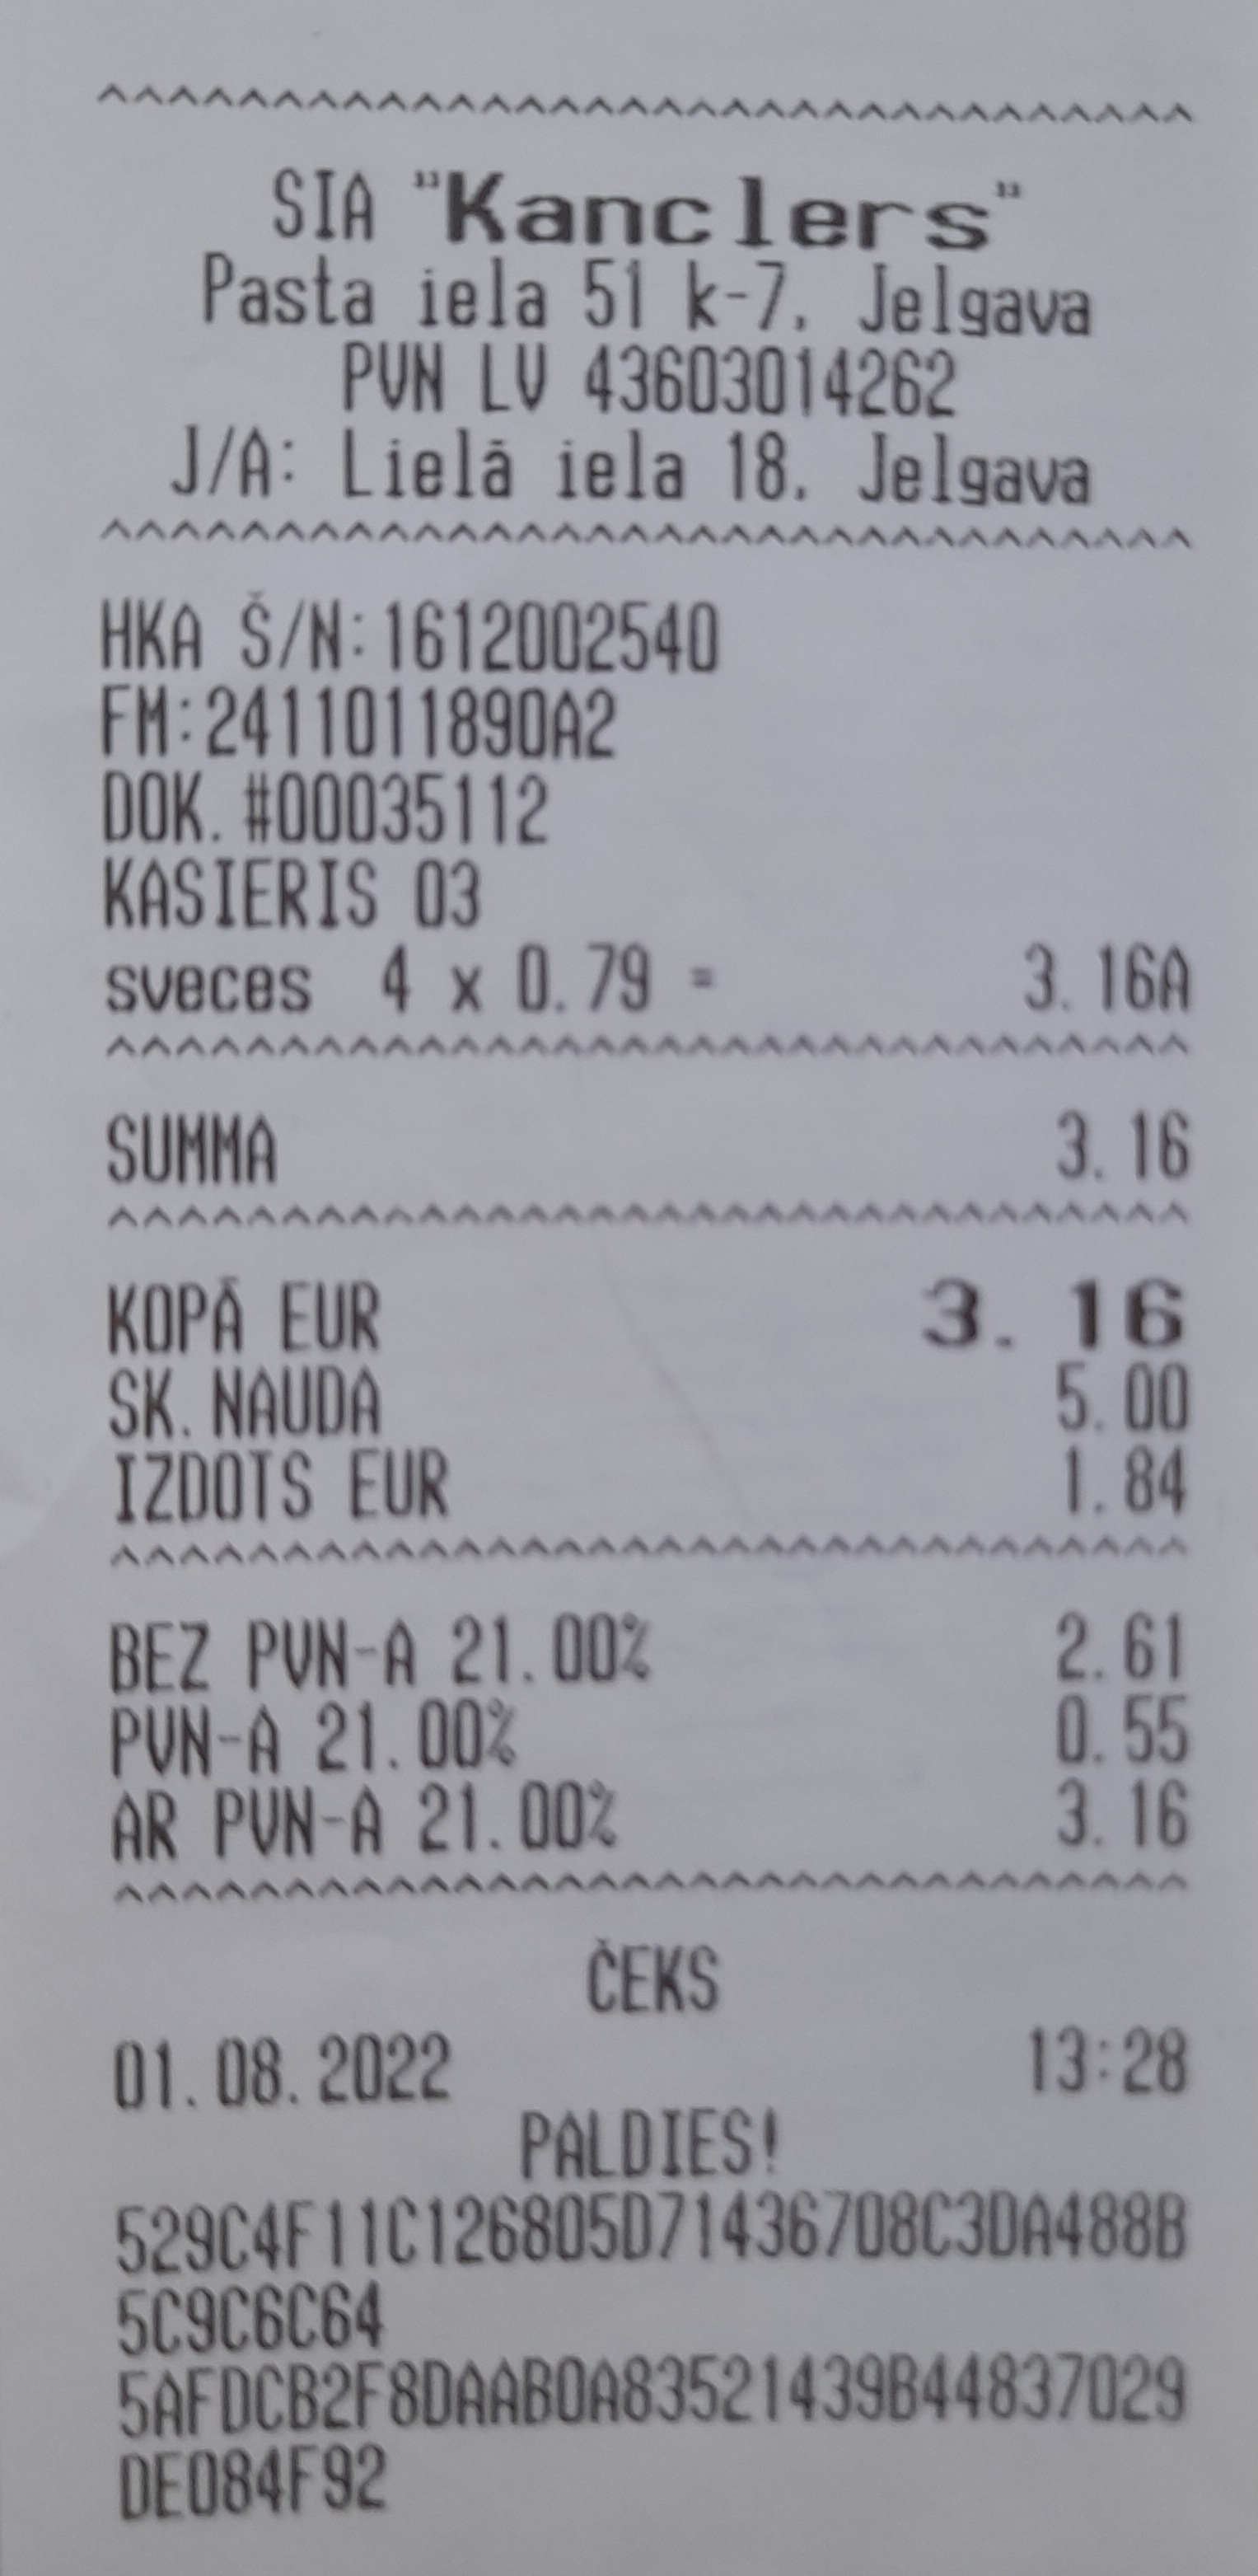 ^^^^^^^^^^^^^^^^^^^^^^^^^^^^^^^^
SIA "Kanclers"
Pasta iela 51 k-7, Jelgava
PVN LV 43603014262
J/A: Lielā iela 18, Jelgava
^^^^^^^^^^^^^^^^^^^^^^^^^^^^^^^^
HKA Š/N:1612002540
FM:2411011890A2
DOK. #00035112
KASIERIS 03
sveces 4 x 0.79 = 3.16A
^^^^^^^^^^^^^^^^^^^^^^^^^^^^^^^^
SUMMA 3.16
^^^^^^^^^^^^^^^^^^^^^^^^^^^^^^^^
KOPĀ EUR 3.16
SK.NAUDA 5.00
IZDOTS EUR 1.84
^^^^^^^^^^^^^^^^^^^^^^^^^^^^^^^^
BEZ PVN-A 21.00% 2.61
PVN-A 21.00% 0.55
AR PVN-A 21.00% 3.16
^^^^^^^^^^^^^^^^^^^^^^^^^^^^^^^^
ČEKS
01.08.2022 13:28
PALDIES!
529C4F11C126805D71436708C3DA488B
5C9C6C64
5AFDCB2F8DAAB0A83521439B44837029
DE084F92